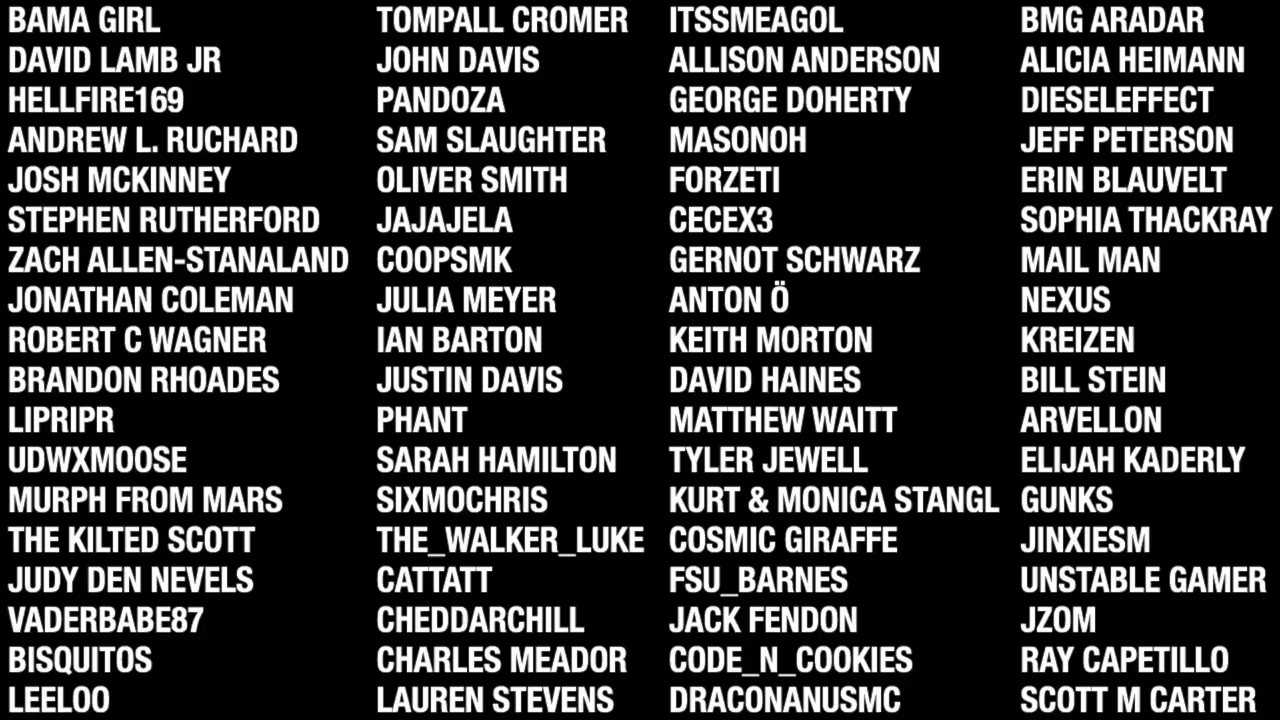 BAMA GIRL
DAVID LAMB JR
HELLFIRE169
ANDREW L. RUCHARD
JOSH MCKINNEY
STEPHEN RUTHERFORD
ZACH ALLEN-STANALAND
JONATHAN COLEMAN
ROBERT C WAGNER
BRANDON RHOADES
LIPRIPR
UDWXMOOSE
MURPH FROM MARS
THE KILTED SCOTT
JUDY DEN NEVELS
VADERBABE87
BISQUITOS
LEELOO
TOMPALL CROMER
JOHN DAVIS
PANDOZA
SAM SLAUGHTER
OLIVER SMITH
JAJAJELA
COOPSMK
JULIA MEYER
IAN BARTON
JUSTIN DAVIS
PHANT
SARAH HAMILTON
SIXMOCHRIS
THE_WALKER_LUKE
CATTATT
CHEDDARCHILL
CHARLES MEADOR
LAUREN STEVENS
ITSSMEAGOL
ALLISON ANDERSON
GEORGE DOHERTY
MASONOH
FORZETI
CECEX3
GERNOT SCHWARZ
ANTON Ö
KEITH MORTON
DAVID HAINES
MATTHEW WAITT
TYLER JEWELL
KURT & MONICA STANGL
COSMIC GIRAFFE
FSU_BARNES
JACK FENDON
CODE_N_COOKIES
DRACONANUSMC
BMG ARADAR
ALICIA HEIMANN
DIESELEFFECT
JEFF PETERSON
ERIN BLAUVELT
SOPHIA THACKRAY
MAIL MAN
NEXUS
KREIZEN
BILL STEIN
ARVELLON
ELIJAH KADERLY
GUNKS
JINXIESM
UNSTABLE GAMER
JZOM
RAY CAPETILLO
SCOTT M CARTER